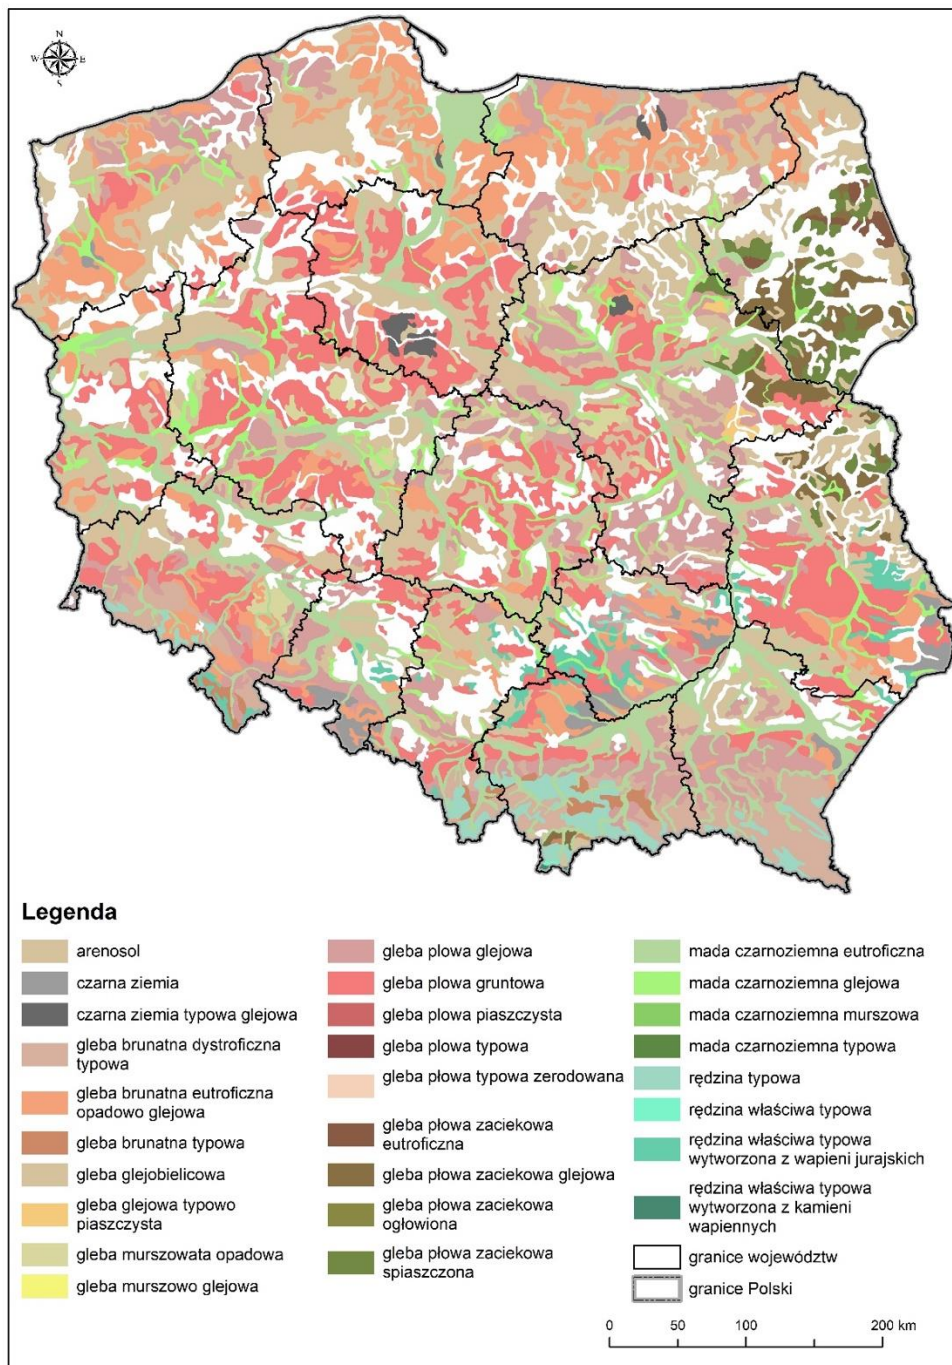 N
W E
S
Legenda
arenosol
czarna ziemia
czarna ziemia typowa glejowa
gleba brunatna dystroficzna
typowa
gleba brunatna eutroficzna
opadowo glejowa
gleba brunatna typowa
gleba glejobielicowa
gleba glejowa typowo
piaszczysta
gleba murszowata opadowa
gleba murszowo glejowa
gleba plowa glejowa
gleba plowa gruntowa
gleba plowa piaszczysta
gleba plowa typowa
gleba płowa typowa zerodowana
gleba płowa zaciekowa
eutroficzna
gleba płowa zaciekowa glejowa
gleba płowa zaciekowa
ogłowiona
gleba płowa zaciekowa
spiaszczona
mada czarnoziemna eutroficzna
mada czarnoziemna glejowa
mada czarnoziemna murszowa
mada czarnoziemna typowa
rędzina typowa
rędzina właściwa typowa
rędzina właściwa typowa
wytworzona z wapieni jurajskich
rędzina właściwa typowa
wytworzona z kamieni
wapiennych
granice województw
granice Polski
0 50 100 200 km